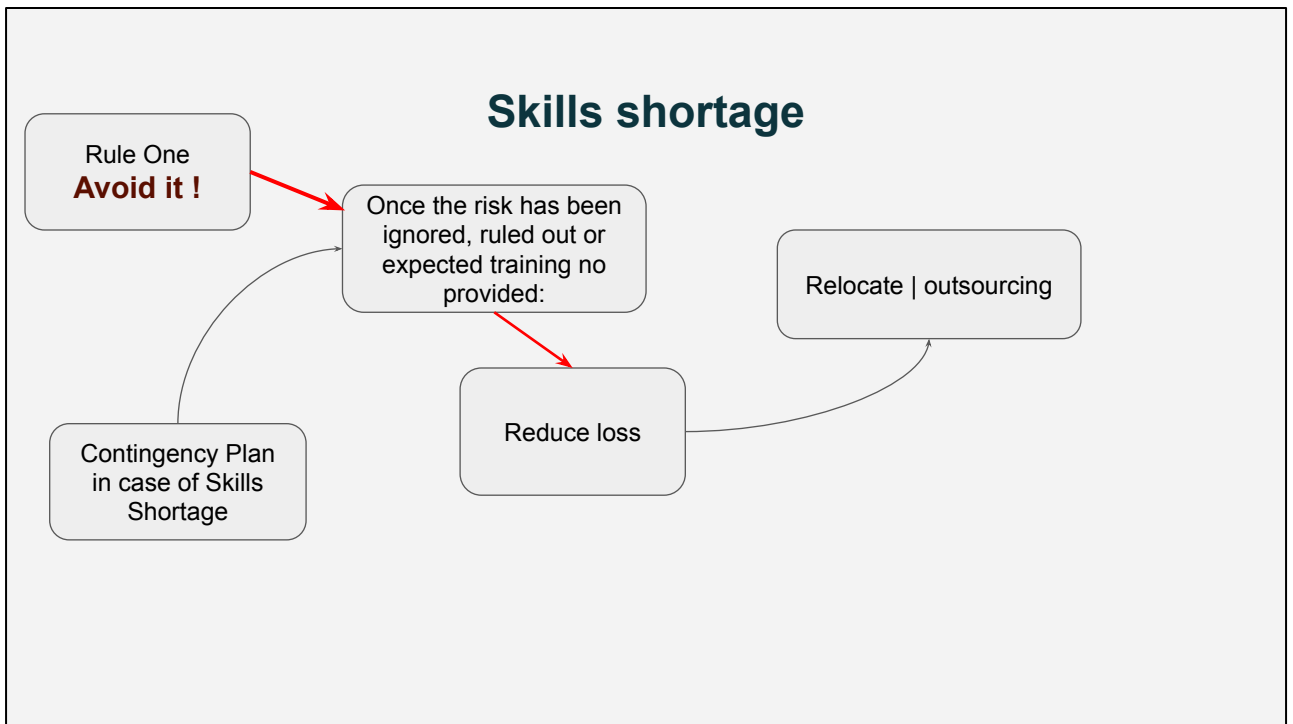 Skills shortage
Rule One
Avoid it !
Once the risk has been
ignored, ruled out or
expected training no
provided:
Relocate | outsourcing
Reduce loss
Contingency Plan
in case of Skills
Shortage